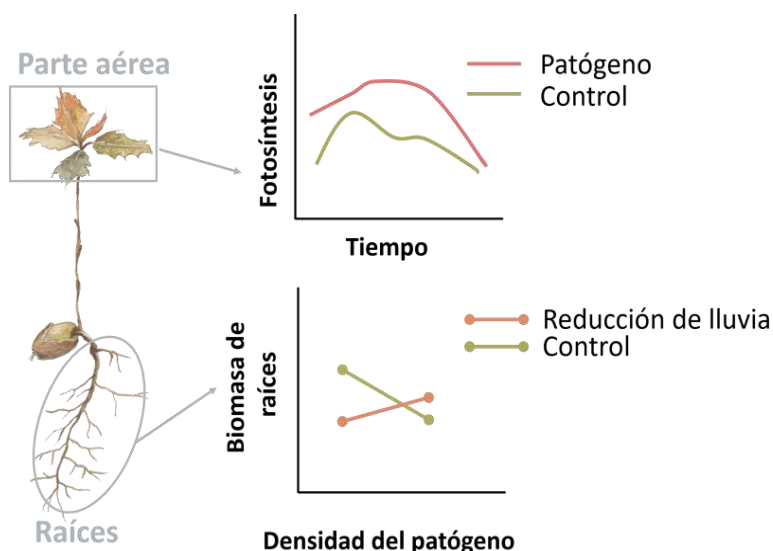 Parte aérea
Fotosíntesis
Patógeno
Control
Tiempo
Biomasa de
raíces
Reducción de lluvia
Control
Raíces
Densidad del patógeno